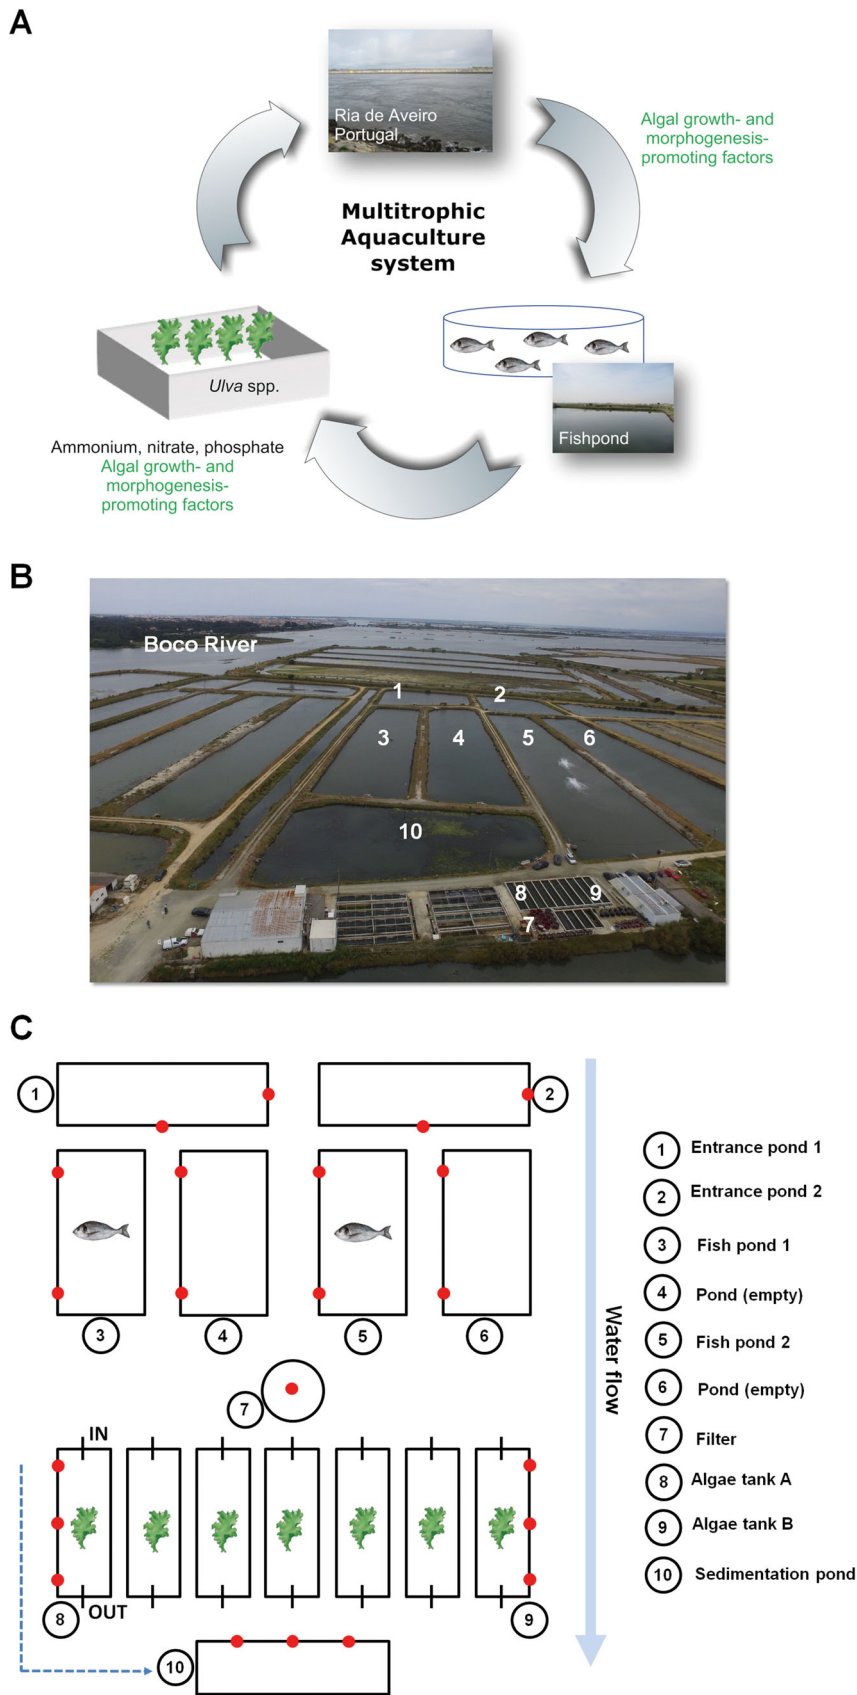 A
Ria de Aveiro
Portugal
Algal growth- and
morphogenesis-
promoting factors
Multitrophic
Aquaculture
system
Ulva spp.
Fishpond
Ammonium, nitrate, phosphate
Algal growth- and
morphogenesis-
promoting factors
B
Boco River
1
2
3
4
5
6
10
8
9
7
C
1
2
3
4
5
6
7
IN
OUT
8
9
10
Water flow
1 Entrance pond 1
2 Entrance pond 2
3 Fish pond 1
4 Pond (empty)
5 Fish pond 2
6 Pond (empty)
7 Filter
8 Algae tank A
9 Algae tank B
10 Sedimentation pond